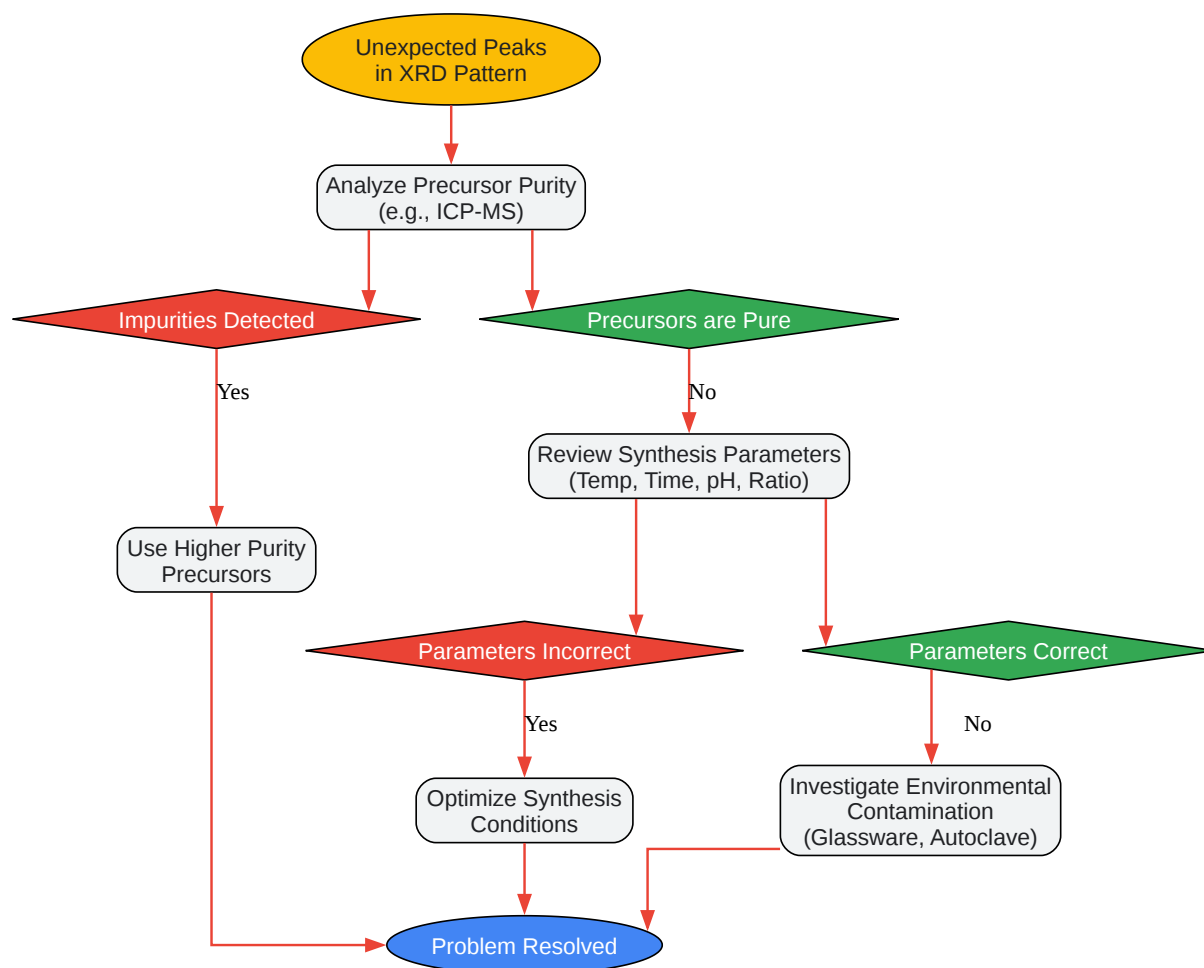 Unexpected Peaks
in XRD Pattern
Analyze Precursor Purity
(e.g., ICP-MS)
Impurities Detected
Precursors are Pure
Yes
No
Review Synthesis Parameters
(Temp, Time, pH, Ratio)
Use Higher Purity
Precursors
Parameters Incorrect
Parameters Correct
Yes
No
Optimize Synthesis
Conditions
Investigate Environmental
Contamination
(Glassware, Autoclave)
Problem Resolved